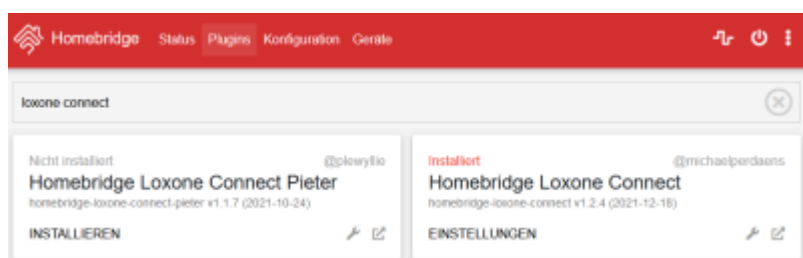 Homebridge Status Plugins Konfiguration Geräte
loxone connect
Nicht installiert @plewyllie
Homebridge Loxone Connect Pieter
homebridge-loxone-connect-pieter v1.1.7 (2021-10-24)
INSTALLIEREN
Installiert @michaelperdaens
Homebridge Loxone Connect
homebridge-loxone-connect v1.2.4 (2021-12-18)
EINSTELLUNGEN